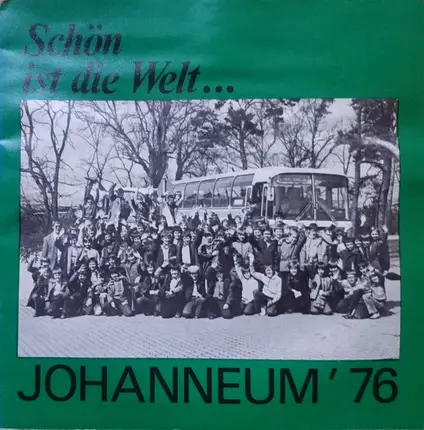 Schön
ist die Welt...
JOHANNEUM '76